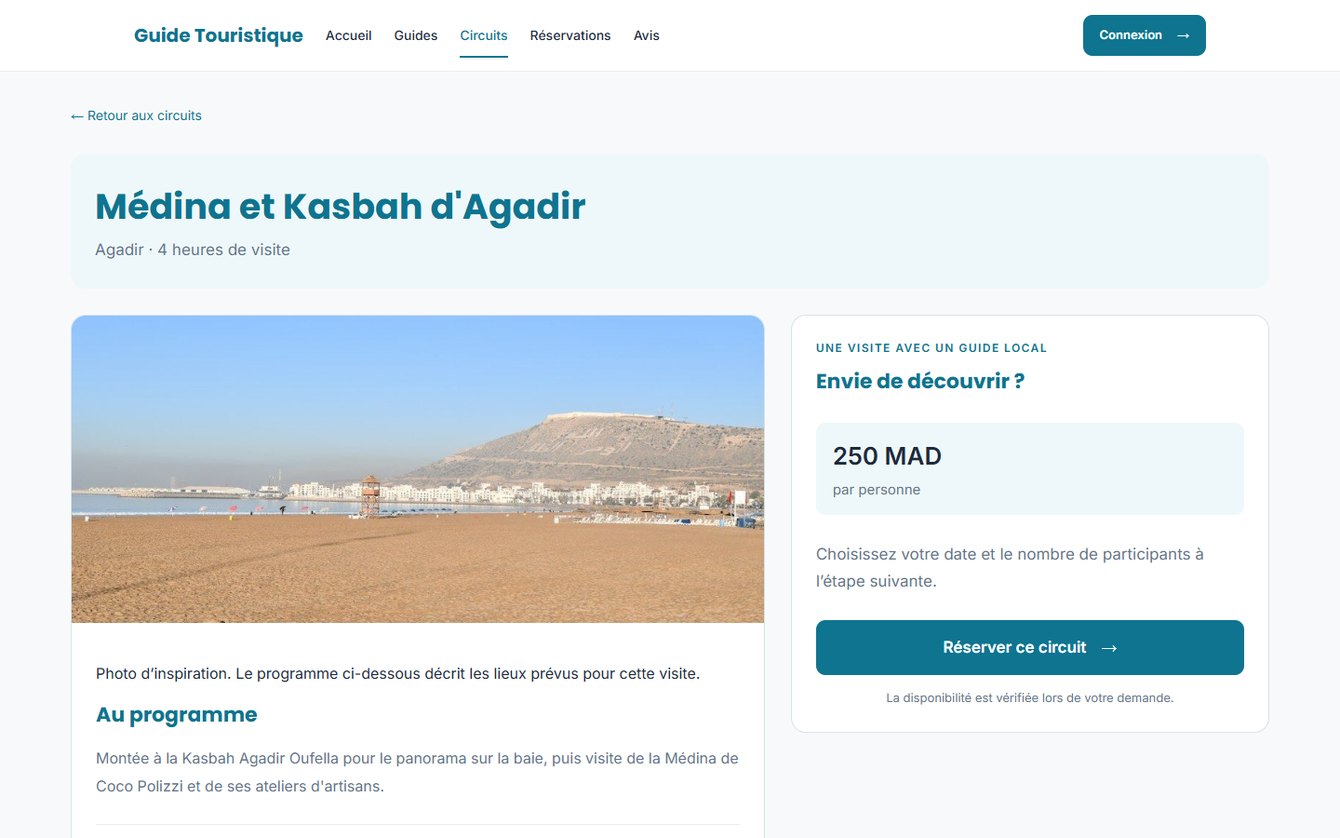 Guide Touristique
Accueil
Guides
Circuits
Réservations
Avis
Connexion →
← Retour aux circuits
Médina et Kasbah d'Agadir
Agadir · 4 heures de visite
UNE VISITE AVEC UN GUIDE LOCAL
Envie de découvrir ?
250 MAD
par personne
Choisissez votre date et le nombre de participants à
l’étape suivante.
Réserver ce circuit →
La disponibilité est vérifiée lors de votre demande.
Photo d’inspiration. Le programme ci-dessous décrit les lieux prévus pour cette visite.
Au programme
Montée à la Kasbah Agadir Oufella pour le panorama sur la baie, puis visite de la Médina de
Coco Polizzi et de ses ateliers d'artisans.